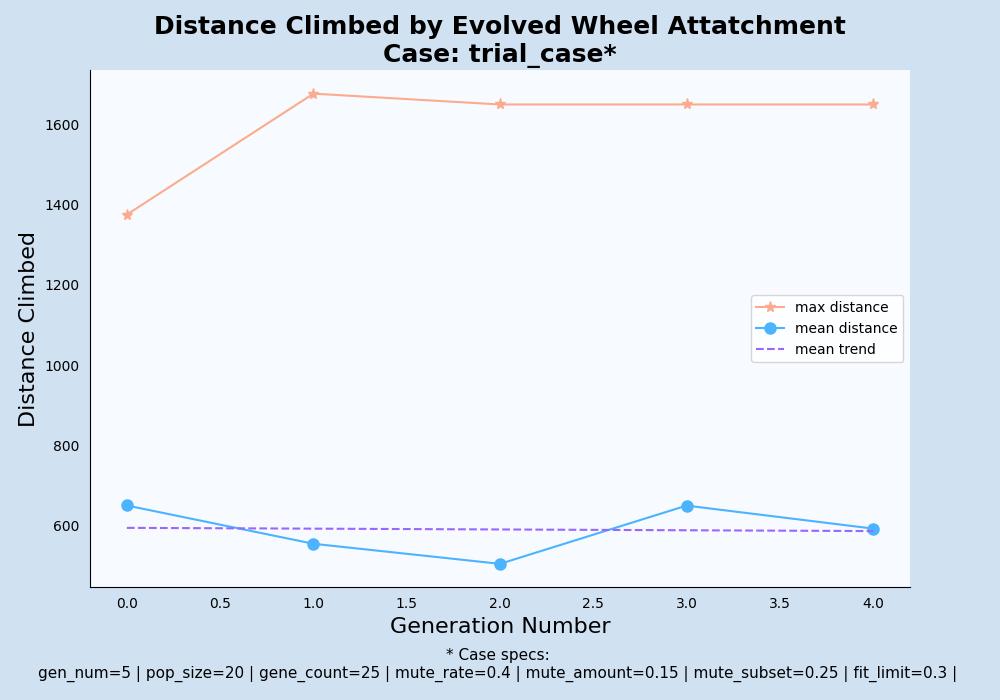 Distance Climbed by Evolved Wheel Attatchment
Case: trial_case*
Distance Climbed
1600
1400
1200
1000
800
600
max distance
mean distance
mean trend
0.0 0.5 1.0 1.5 2.0 2.5 3.0 3.5 4.0
Generation Number
* Case specs:
gen_num=5 | pop_size=20 | gene_count=25 | mute_rate=0.4 | mute_amount=0.15 | mute_subset=0.25 | fit_limit=0.3 |